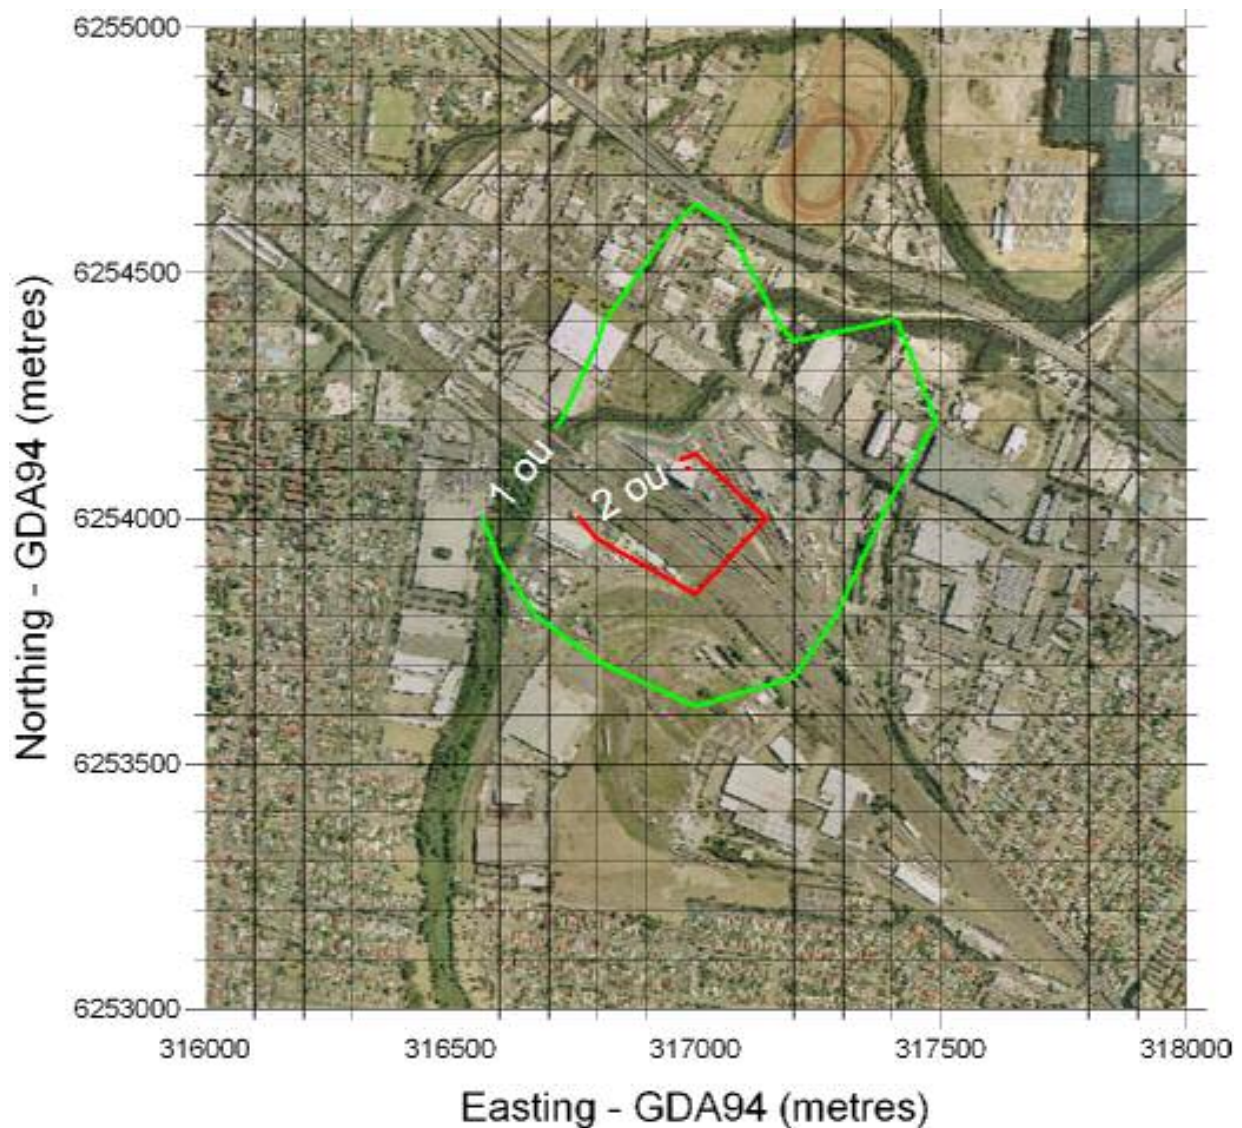 6255000
6254500
6254000
6253500
6253000
Northing - GDA94 (metres)
1 ou
2 ou
316000 316500 317000 317500 318000
Easting - GDA94 (metres)